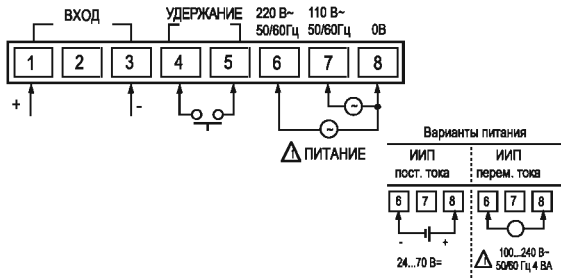 ВХОД УДЕРЖАНИЕ 220 В~ 110 В~
50/60Гц 50/60Гц 0В
1 2 3 4 5 6 7 8
+ -
~
~
⚠ ПИТАНИЕ
Варианты питания
ИИП ИИП
пост. тока перем. тока
6 7 8 6 7 8
- +
24...70 В= 100...240 В~
50/60 Гц 4 ВА